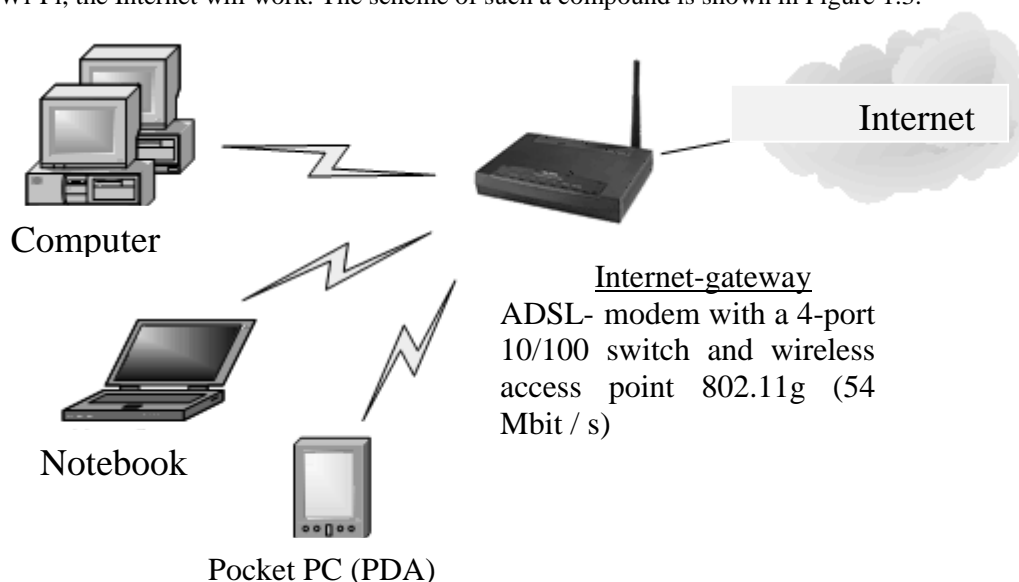 Wi-Fi, the Internet will work. The scheme of such a compound is shown in Figure 1.3.
Internet
Computer
Internet-gateway
ADSL- modem with a 4-port
10/100 switch and wireless
access point 802.11g (54
Mbit / s)
Notebook
Pocket PC (PDA)